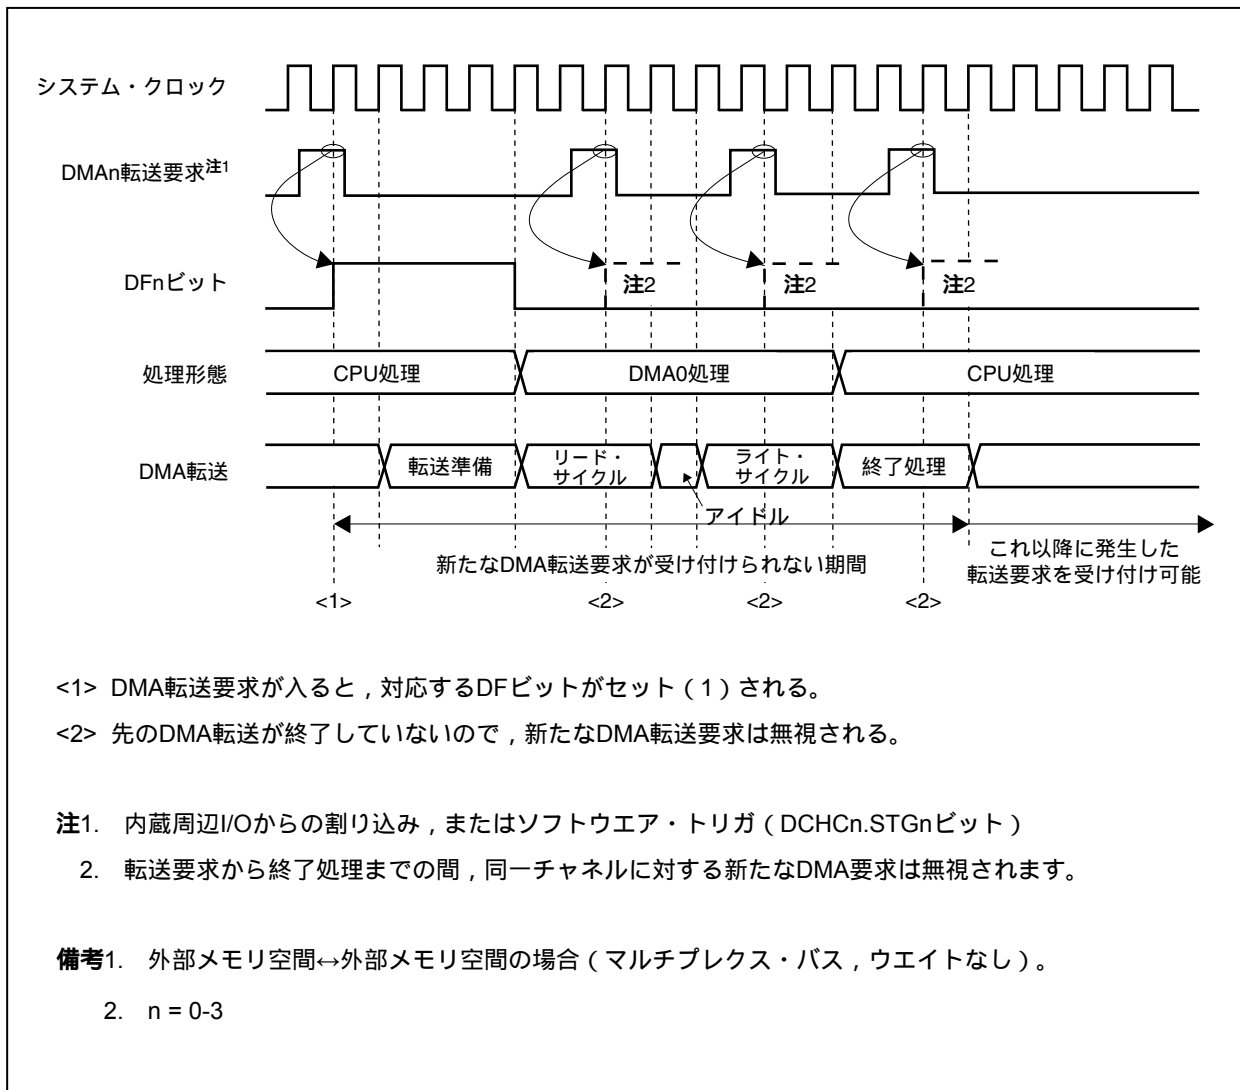 システム・クロック
DMAn転送要求注1
DFnビット
注2
注2
注2
処理形態
CPU処理
DMA0処理
CPU処理
DMA転送
転送準備
リード・
サイクル
ライト・
サイクル
終了処理
アイドル
新たなDMA転送要求が受け付けられない期間
これ以降に発生した
転送要求を受け付け可能
<1>
<2>
<2>
<2>
<1> DMA転送要求が入ると，対応するDFビットがセット（1）される。
<2> 先のDMA転送が終了していないので，新たなDMA転送要求は無視される。
注1. 内蔵周辺I/Oからの割り込み，またはソフトウエア・トリガ（DCHCn.STGnビット）
2. 転送要求から終了処理までの間，同一チャネルに対する新たなDMA要求は無視されます。
備考1. 外部メモリ空間↔外部メモリ空間の場合（マルチプレクス・バス，ウエイトなし）。
2. n = 0-3